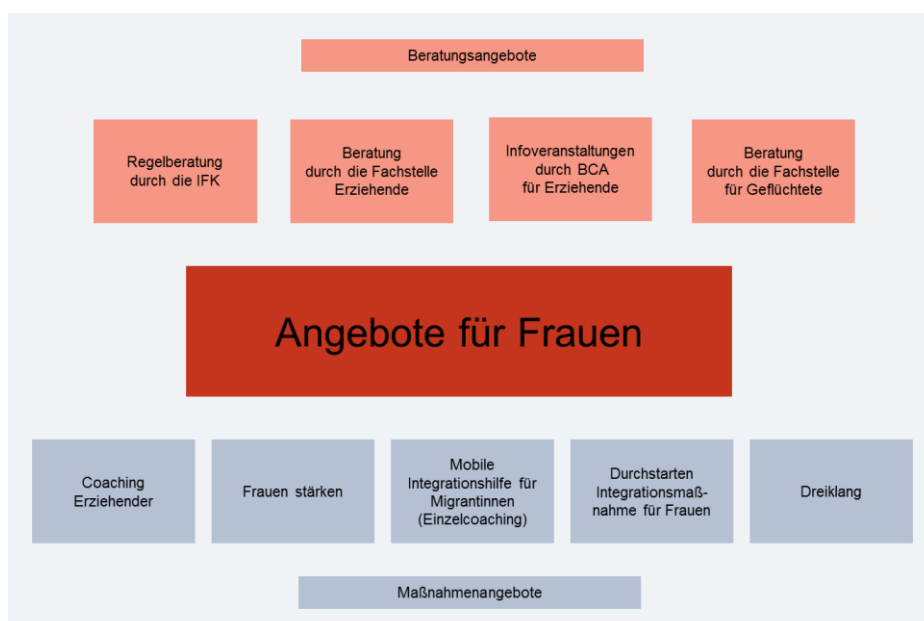 Beratungsangebote
Regelberatung
durch die IFK
Beratung
durch die Fachstelle
Erziehende
Infoveranstaltungen
durch BCA
für Erziehende
Beratung
durch die Fachstelle
für Geflüchtete
Angebote für Frauen
Coaching
Erziehender
Frauen stärken
Mobile
Integrationshilfe für
Migrantinnen
(Einzelcoaching)
Durchstarten
Integrationsmaß-
nahme für Frauen
Dreiklang
Maßnahmenangebote